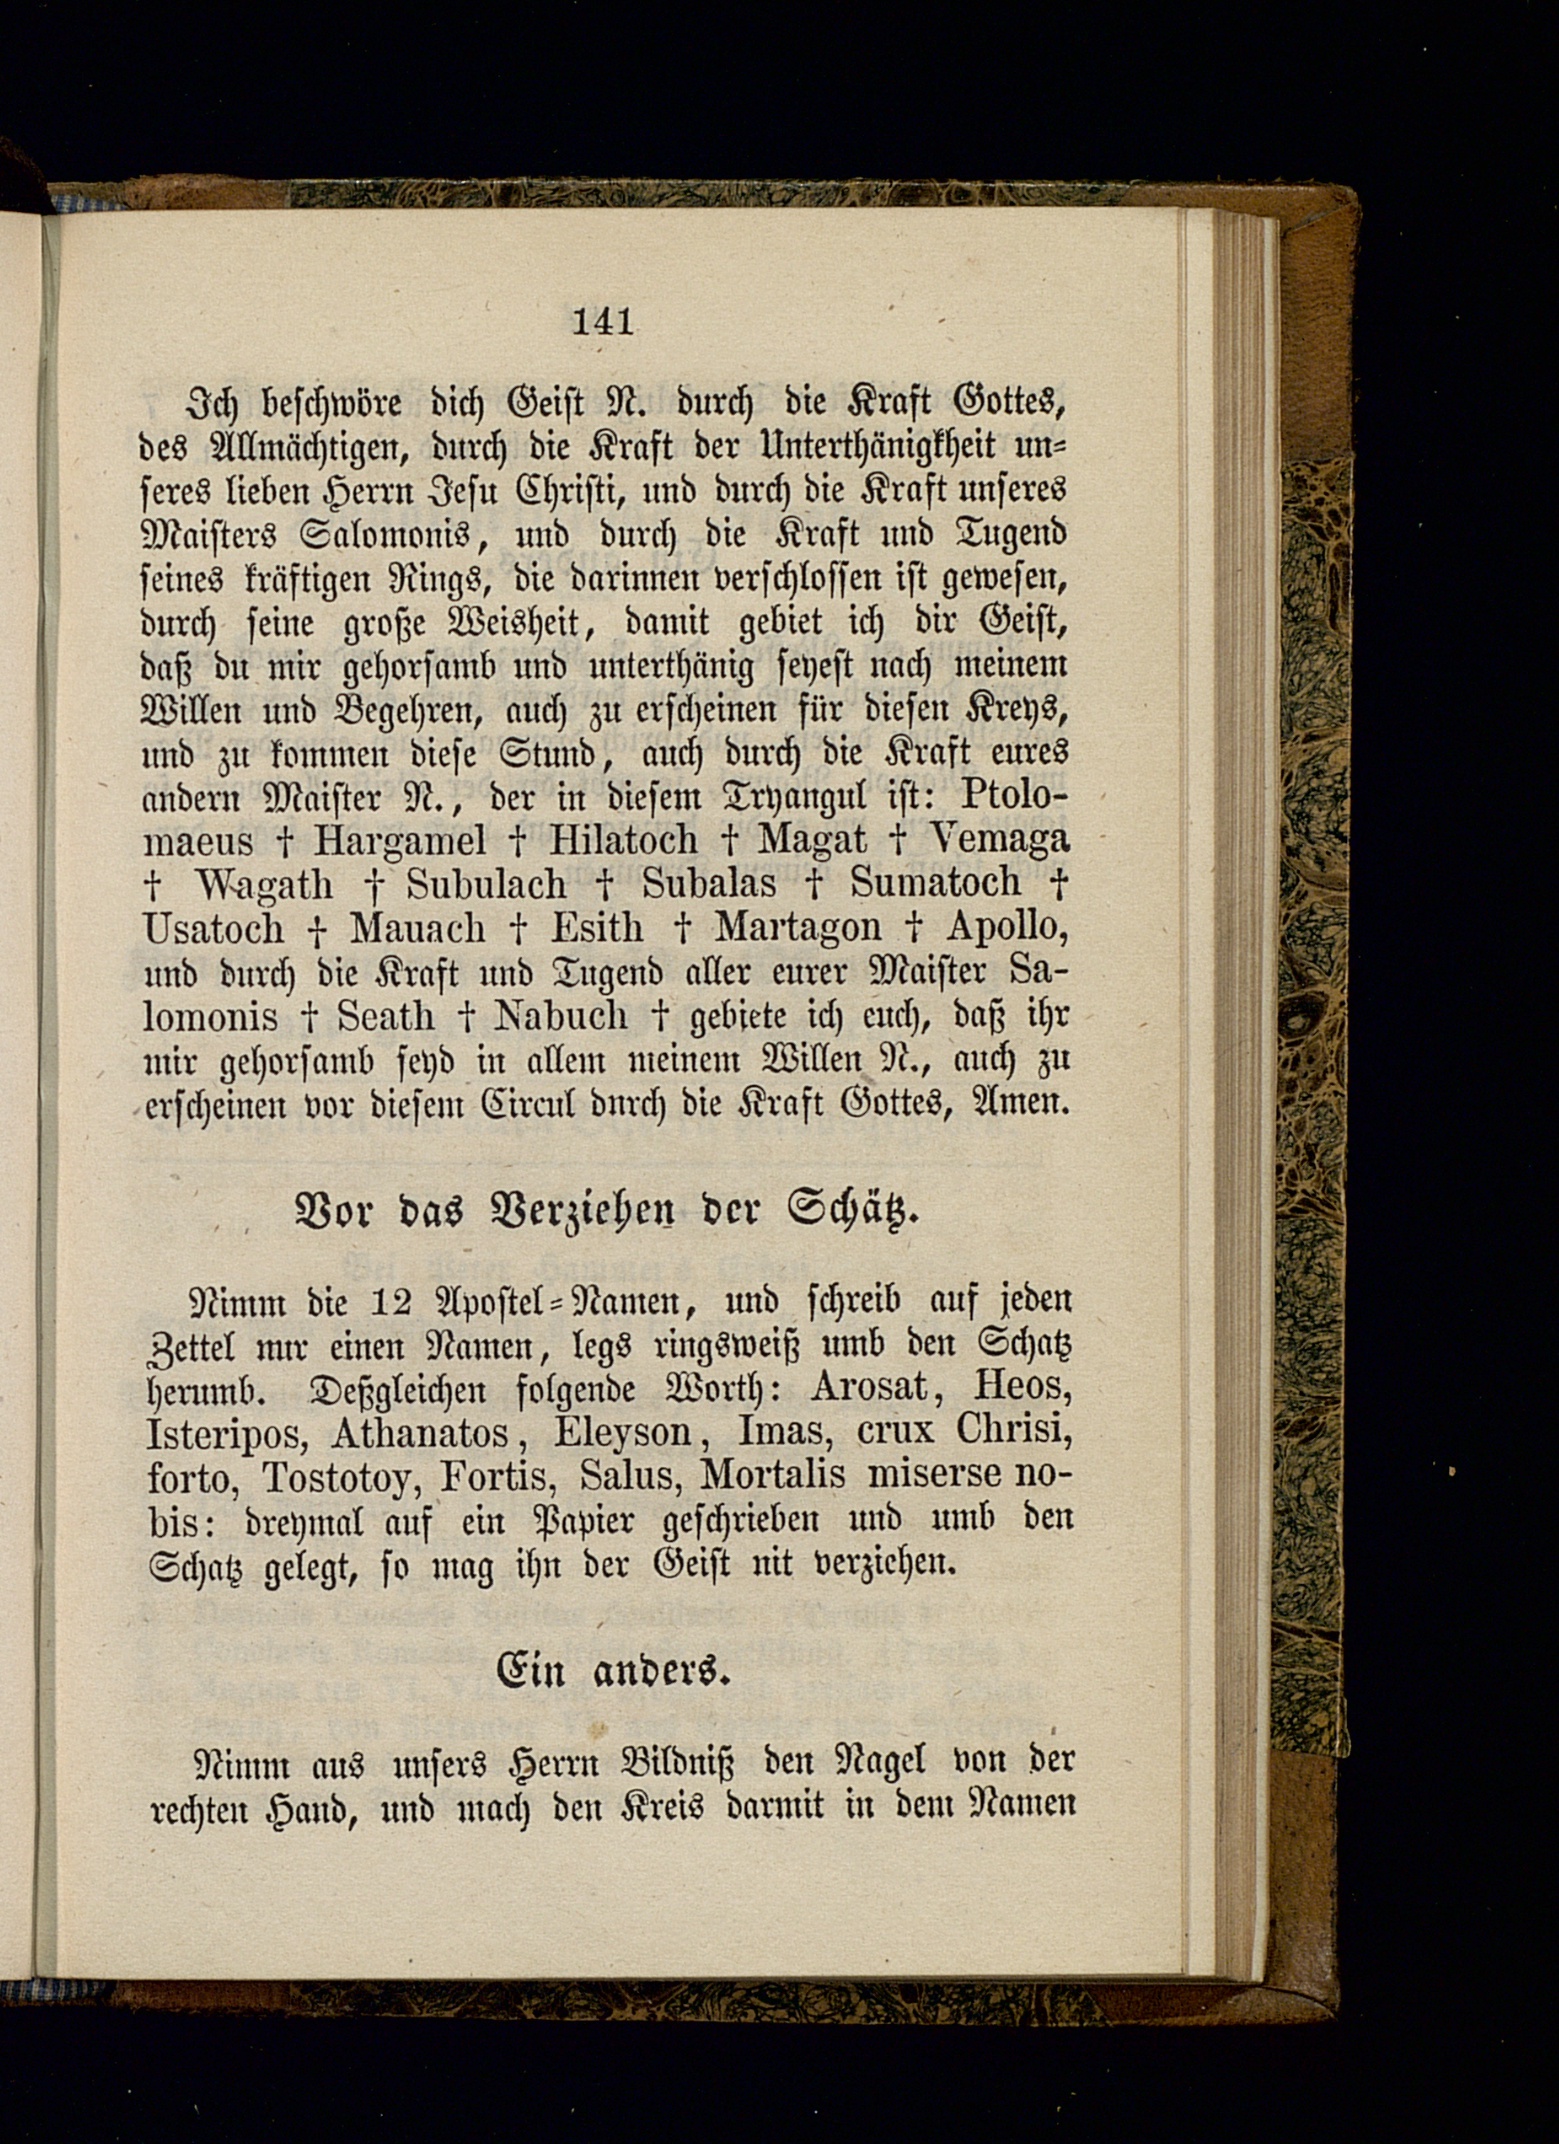 141
Ich beschwöre dich Geist N. durch die Kraft Gottes,
des Allmächtigen, durch die Kraft der Unterthänigkheit un-
seres lieben Herrn Jesu Christi, und durch die Kraft unseres
Maisters Salomonis, und durch die Kraft und Tugend
seines kräftigen Rings, die darinnen verschlossen ist gewesen,
durch seine große Weisheit, damit gebiet ich dir Geist,
daß du mir gehorsamb und unterthänig seyest nach meinem
Willen und Begehren, auch zu erscheinen für diesen Kreys,
und zu kommen diese Stund, auch durch die Kraft eures
andern Maister N., der in diesem Tryangul ist: Ptolo-
maeus † Hargamel † Hilatoch † Magat † Vemaga
† Wagath † Subulach † Subalas † Sumatoch †
Usatoch † Mauach † Esith † Martagon † Apollo,
und durch die Kraft und Tugend aller eurer Maister Sa-
lomonis † Seath † Nabuch † gebiete ich euch, daß ihr
mir gehorsamb seyd in allem meinem Willen N., auch zu
erscheinen vor diesem Circul dnrch die Kraft Gottes, Amen.
Vor das Verziehen der Schätz.
Nimm die 12 Apostel-Namen, und schreib auf jeden
Zettel nur einen Namen, legs ringsweiß umb den Schatz
herumb. Deßgleichen folgende Worth: Arosat, Heos,
Isteripos, Athanatos, Eleyson, Imas, crux Chrisi,
forto, Tostotoy, Fortis, Salus, Mortalis miserse no-
bis: dreymal auf ein Papier geschrieben und umb den
Schatz gelegt, so mag ihn der Geist nit verziehen.
Ein anders.
Nimm aus unsers Herrn Bildniß den Nagel von der
rechten Hand, und mach den Kreis darmit in dem Namen